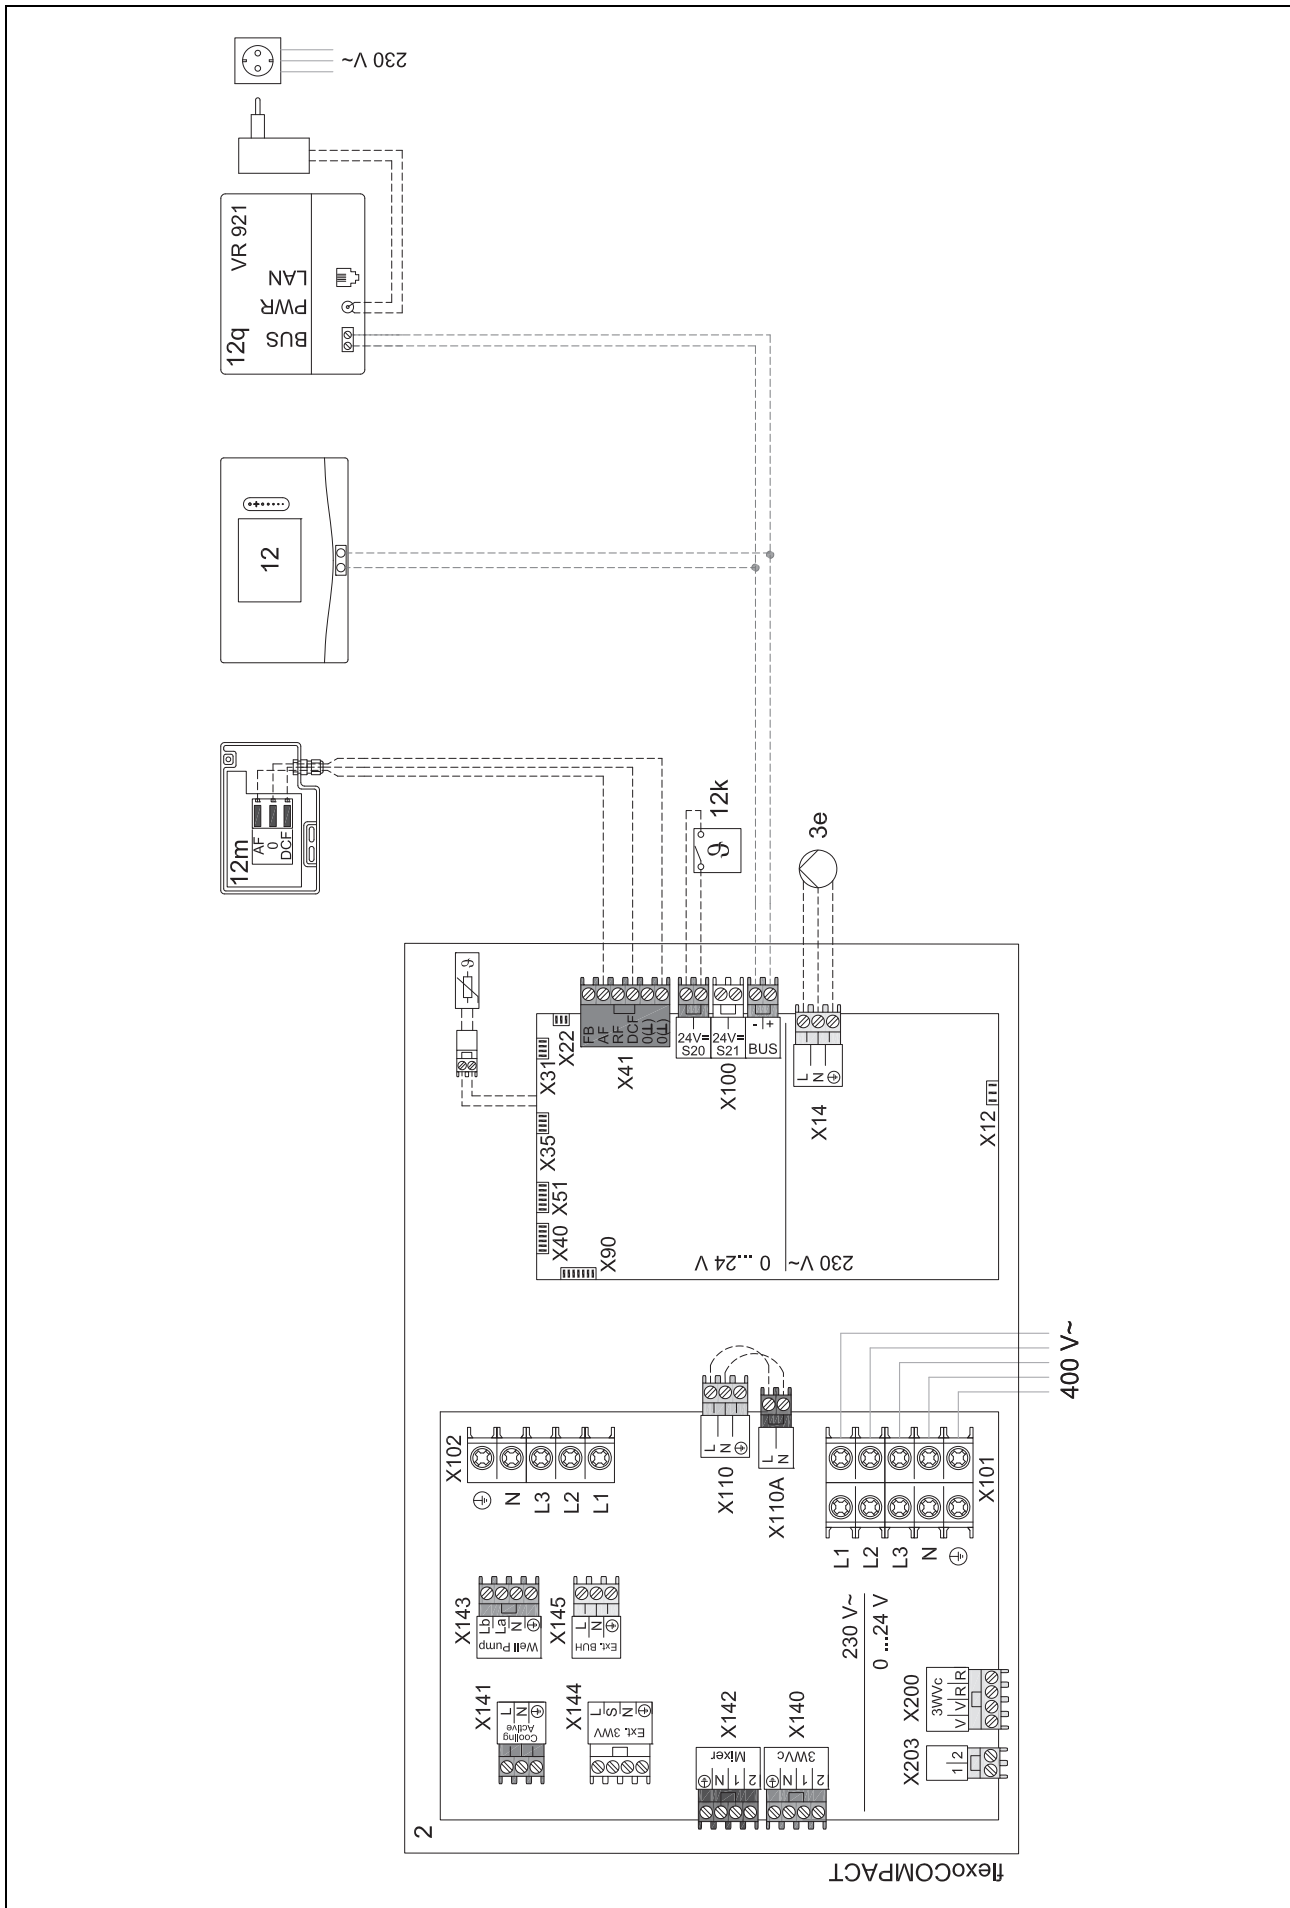 230 V~
VR 921
LAN
PWR
BUS
12q
12
12m
AF
0
DCF
12k
ϑ
3e
ϑ
X22
X31
X35
X51
X40
X90
FB
AF
RF
DCF
0(⊥)
0(⊥)
X41
24V=
S20
24V=
S21
- +
BUS
X100
L
N
X14
X12
0 ...24 V
230 V~
400 V~
X102
N
L3
L2
L1
L
N
X110
L
N
X110A
X101
L1
L2
L3
N
X143
Lb
La
N
Well Pump
X145
L
N
Ext. BUH
230 V~
0 ...24 V
X141
L
N
Cooling
Active
X144
L
S
N
Ext. 3WV
X142
Mixer
N
1
2
X140
3WVc
N
1
2
X200
3WVc
V V R R
X203
1 2
2
flexoCOMPACT